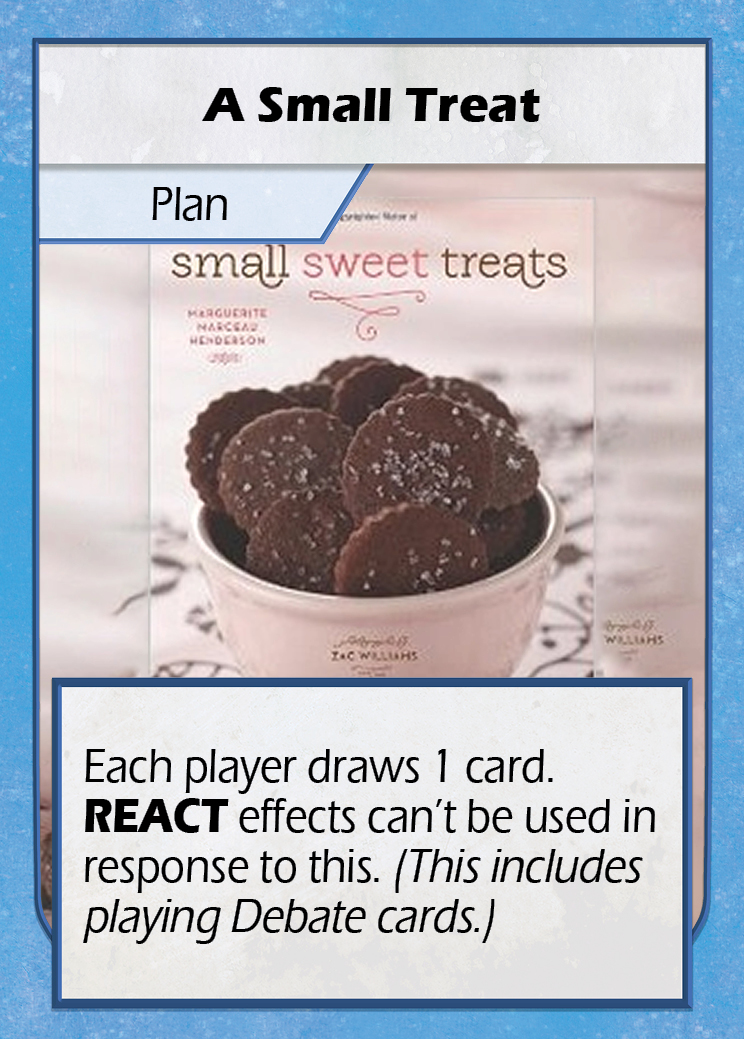 A Small Treat
Plan
small sweet treats
MARGUERITE
MARCEAU
HENDERSON
ZAC WILLIAMS
WILLIAMS
Each player draws 1 card.
REACT effects can't be used in
response to this. (This includes
playing Debate cards.)